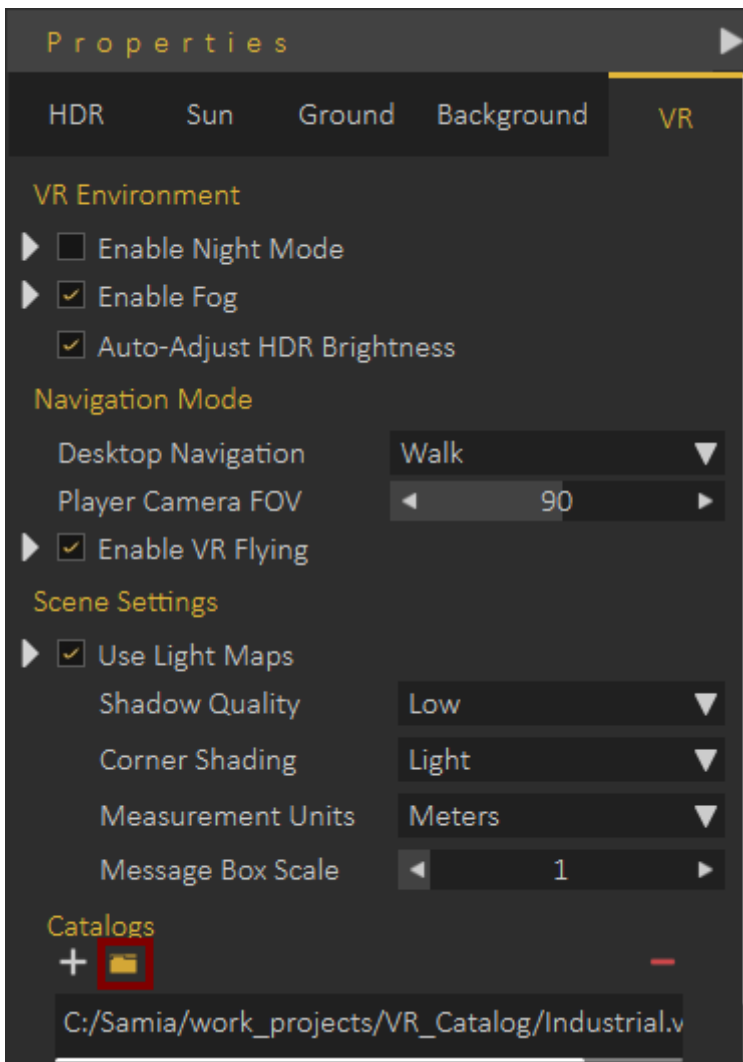 Properties
HDR Sun Ground Background VR
VR Environment
Enable Night Mode
Enable Fog
Auto-Adjust HDR Brightness
Navigation Mode
Desktop Navigation Walk
Player Camera FOV 90
Enable VR Flying
Scene Settings
Use Light Maps
Shadow Quality Low
Corner Shading Light
Measurement Units Meters
Message Box Scale 1
Catalogs
C:/Samia/work_projects/VR_Catalog/Industrial.v